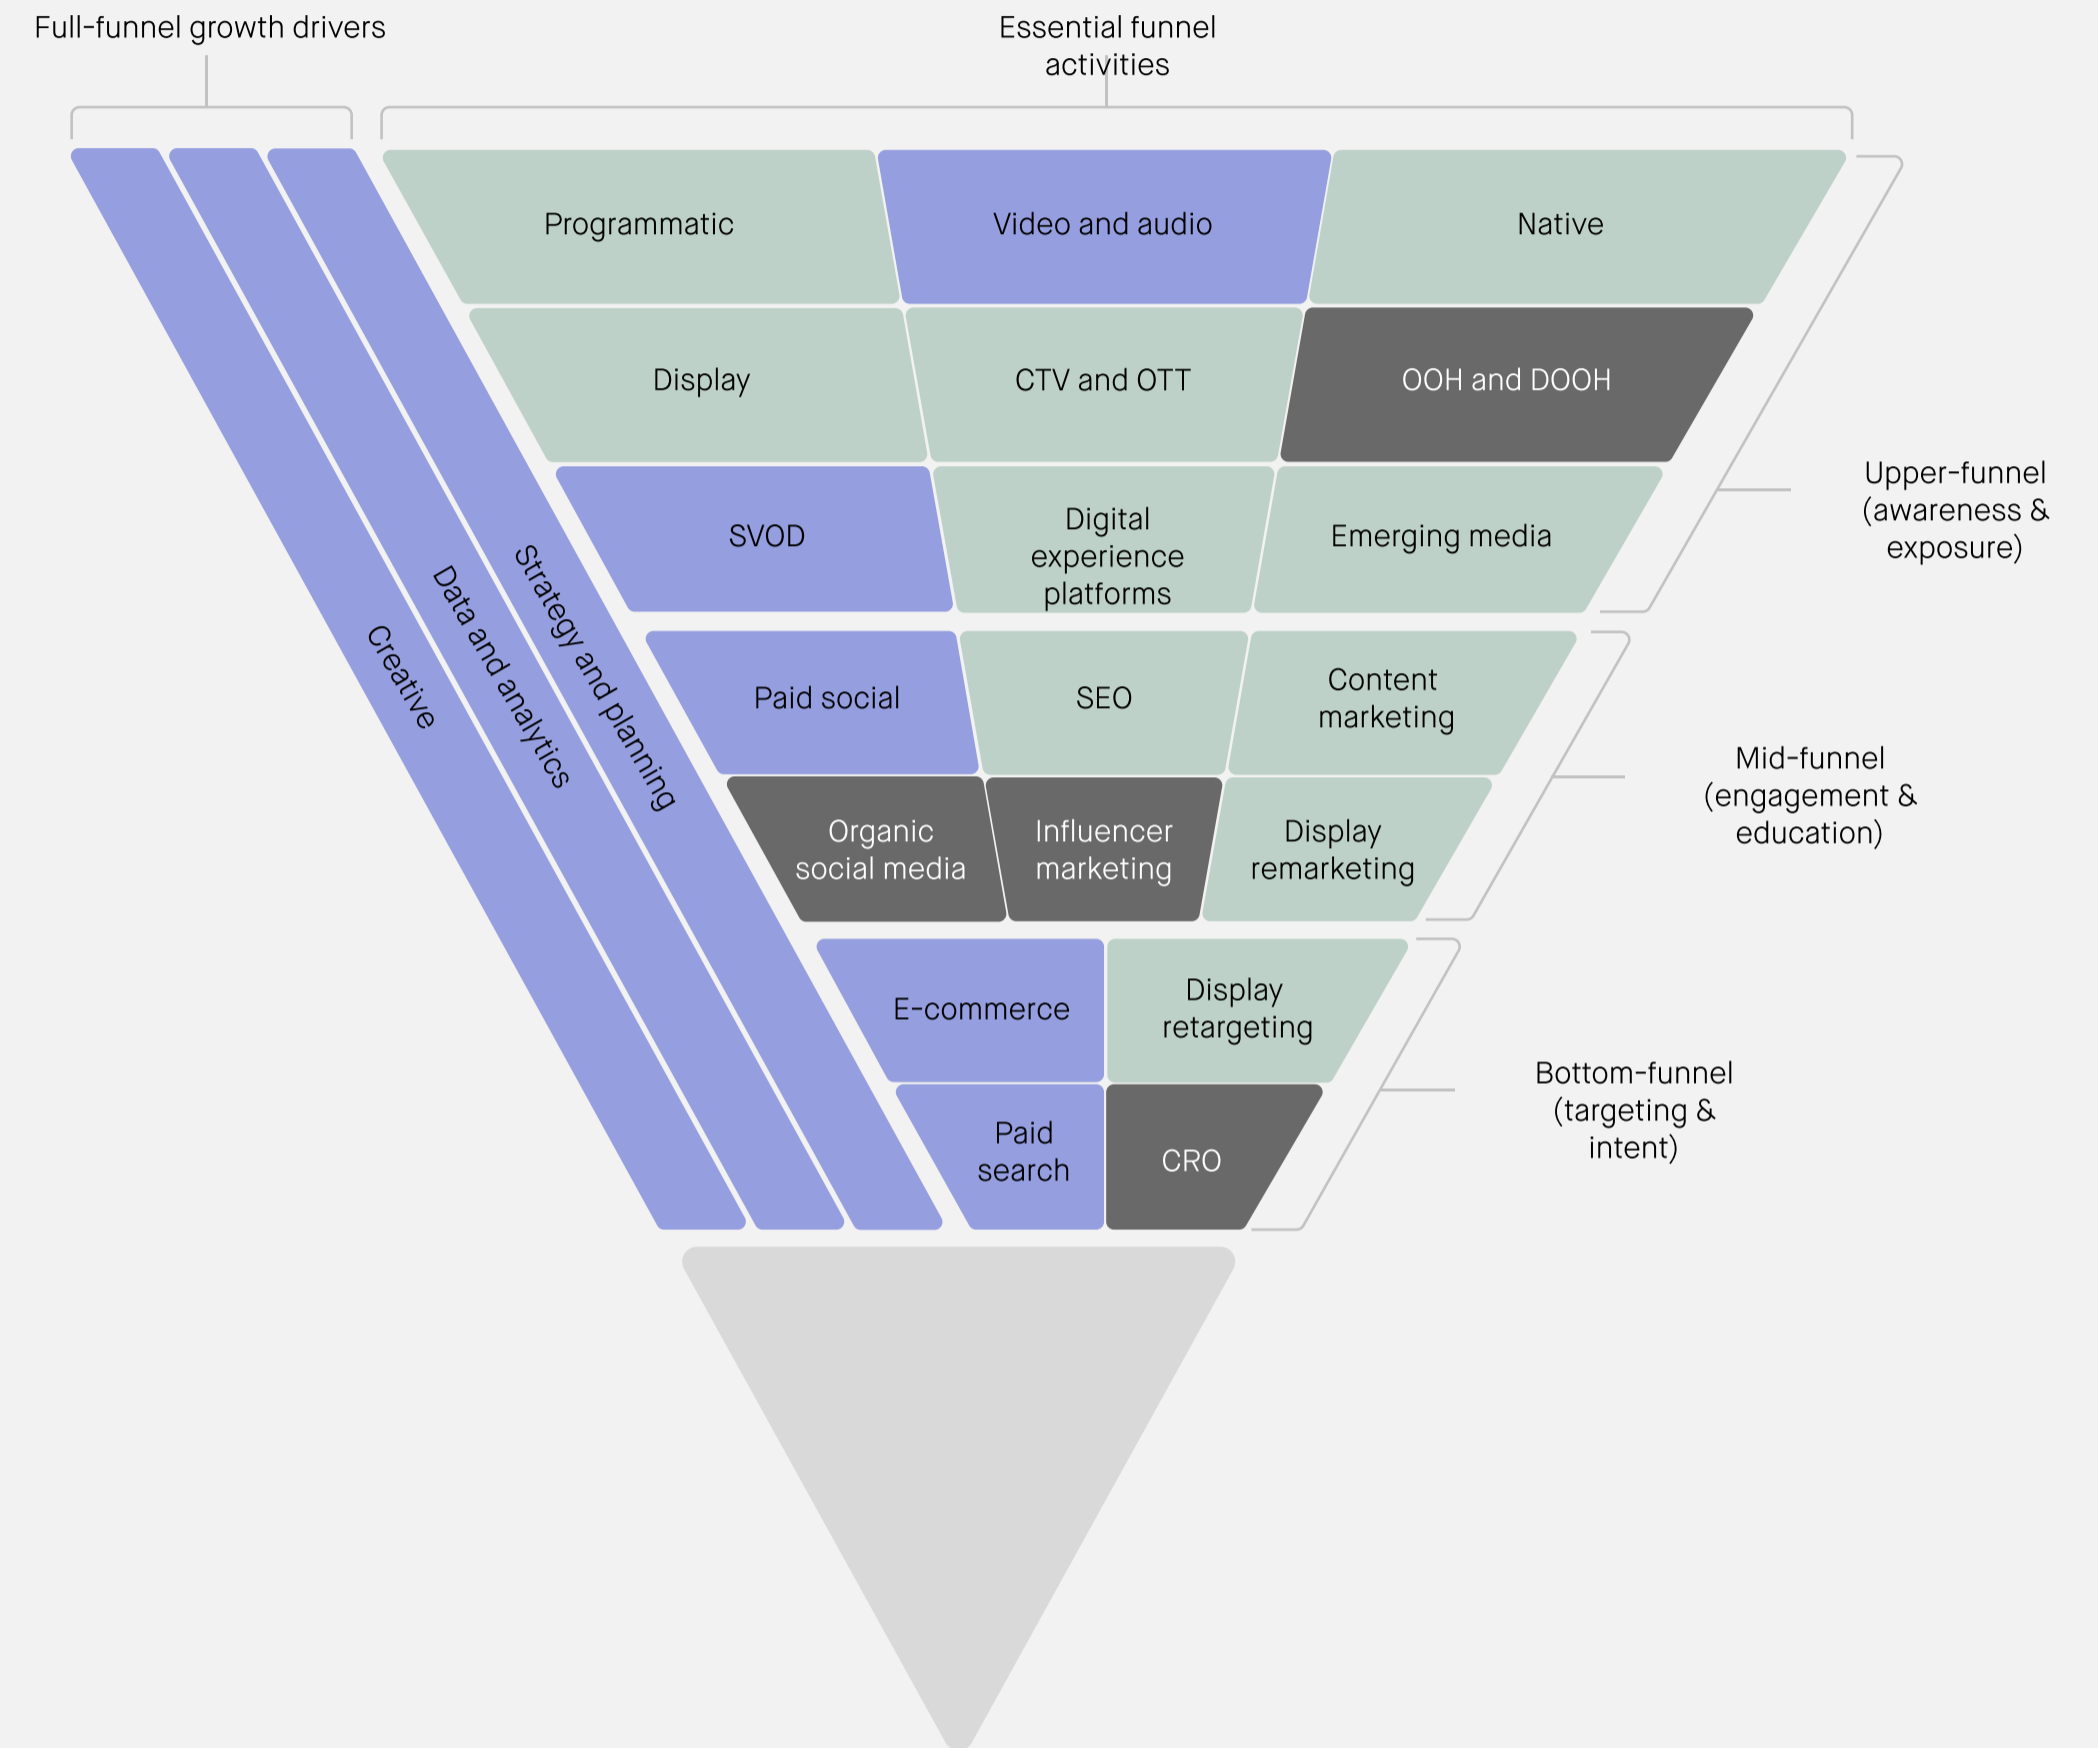 Full-funnel growth drivers
Essential funnel
activities
Programmatic
Video and audio
Native
Display
CTV and OTT
OOH and DOOH
SVOD
Digital
experience
platforms
Emerging media
Upper-funnel
(awareness &
exposure)
Creative
Data and analytics
Strategy and planning
Paid social
SEO
Content
marketing
Organic
social media
Influencer
marketing
Display
remarketing
Mid-funnel
(engagement &
education)
E-commerce
Display
retargeting
Paid
search
CRO
Bottom-funnel
(targeting &
intent)